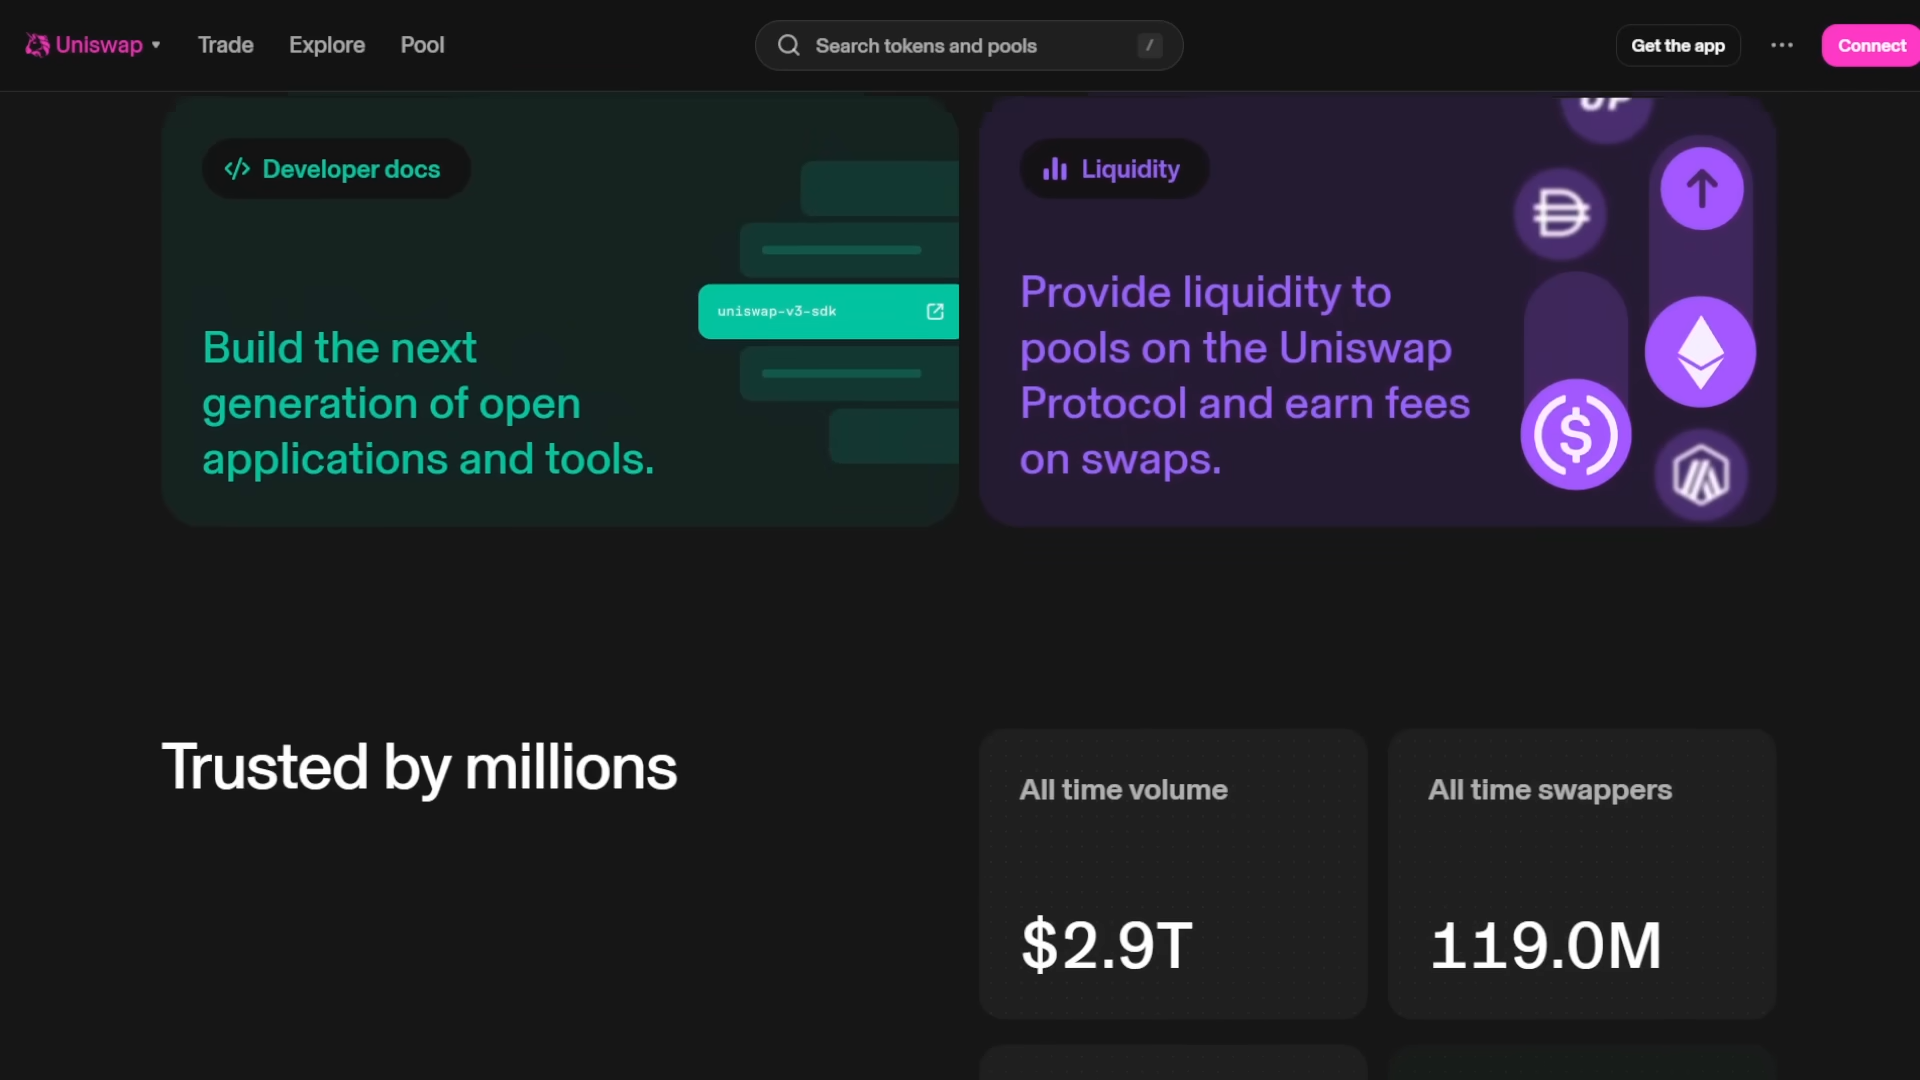 Uniswap
Trade
Explore
Pool
Search tokens and pools
/
Get the app
Connect
Developer docs
Build the next
generation of open
applications and tools.
uniswap-v3-sdk
Liquidity
Provide liquidity to
pools on the Uniswap
Protocol and earn fees
on swaps.
Trusted by millions
All time volume
$2.9T
All time swappers
119.0M